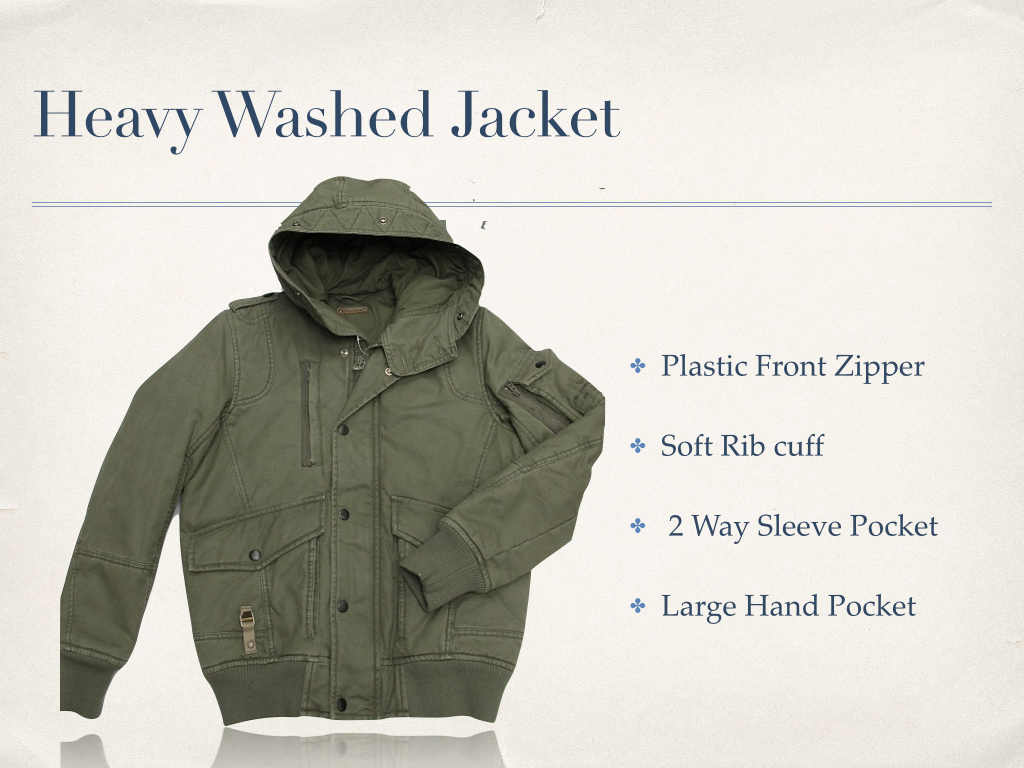 Heavy Washed Jacket
Plastic Front Zipper
Soft Rib cuff
2 Way Sleeve Pocket
Large Hand Pocket